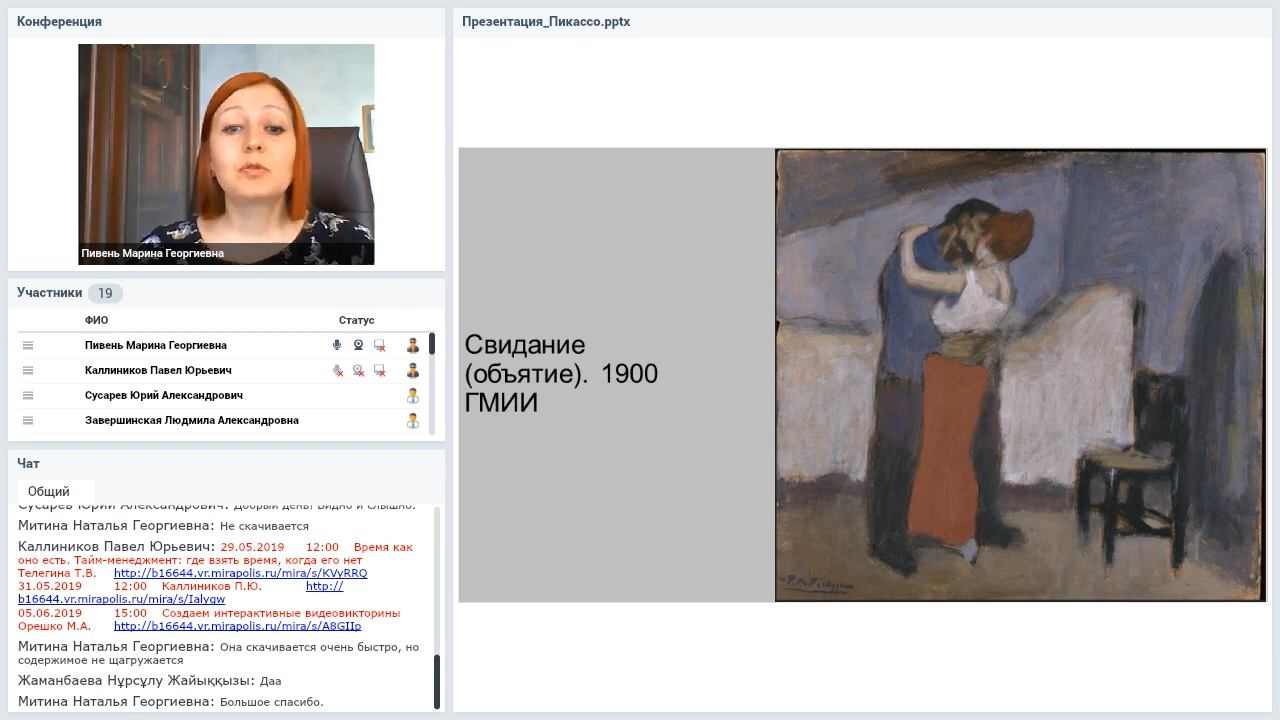 Конференция
Пивень Марина Георгиевна
Участники 19
ФИО Статус
Пивень Марина Георгиевна
Каллиников Павел Юрьевич
Сусарев Юрий Александрович
Завершинская Людмила Александровна
Чат
Общий
Сусарев Юрий Александрович: Добрый день! Видно и слышно.
Митина Наталья Георгиевна: Не скачивается
Каллиников Павел Юрьевич: 29.05.2019 12:00 Время как
оно есть. Тайм-менеджмент: где взять время, когда его нет
Телегина Т.В. http://b16644.vr.mirapolis.ru/mira/s/KVyRRQ
31.05.2019 12:00 Каллиников П.Ю. http://
b16644.vr.mirapolis.ru/mira/s/Ialygw
05.06.2019 15:00 Создаем интерактивные видеовикторины
Орешко М.А. http://b16644.vr.mirapolis.ru/mira/s/A8GIIp
Митина Наталья Георгиевна: Она скачивается очень быстро, но
содержимое не щагружается
Жаманбаева Нұрсұлу Жайыққызы: Даа
Митина Наталья Георгиевна: Большое спасибо.
Презентация_Пикассо.pptx
Свидание
(объятие). 1900
ГМИИ